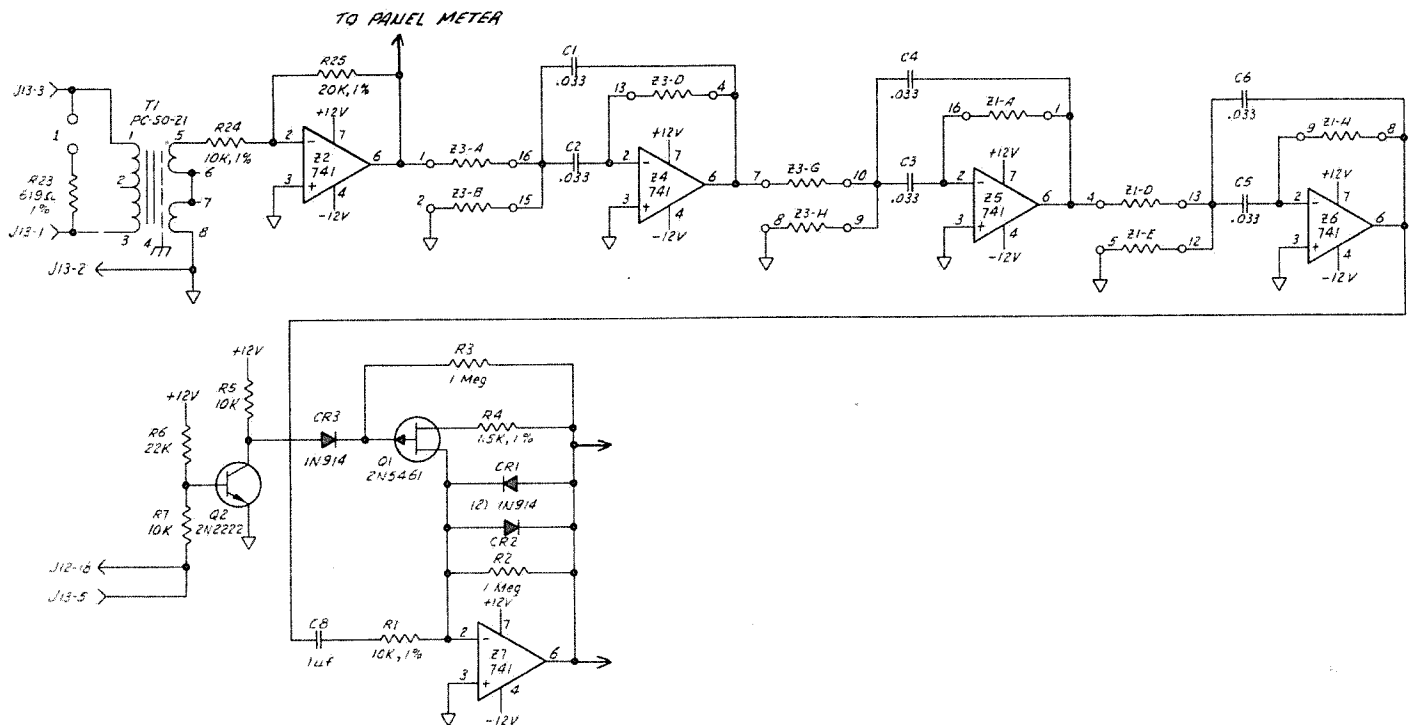 TO PANEL METER
J13-3
1
R23
619Ω
1%
J13-1
J13-2
T1
PC-SO-21
1
2
3
4
5
6
7
8
R24
10K,1%
R25
20K,1%
+12V
7
2
-
Z2
741
6
3
+
4
-12V
1
Z3-A
16
2
Z3-B
15
C1
.033
C2
.033
13
Z3-D
4
+12V
7
2
-
Z4
741
6
3
+
4
-12V
7
Z3-G
10
8
Z3-H
9
C4
.033
C3
.033
16
Z1-A
1
+12V
7
2
-
Z5
741
6
3
+
4
-12V
4
Z1-D
13
5
Z1-E
12
C6
.033
C5
.033
9
Z1-H
8
+12V
7
2
-
Z6
741
6
3
+
4
-12V
+12V
R5
10K
+12V
R6
22K
R7
10K
Q2
2N2222
J12-18
J13-5
CR3
1N914
Q1
2N5461
R3
1 Meg
R4
1.5K,1%
CR1
(2) 1N914
CR2
R2
1 Meg
+12V
7
C8
1uf
R1
10K,1%
2
-
Z7
741
6
3
+
4
-12V